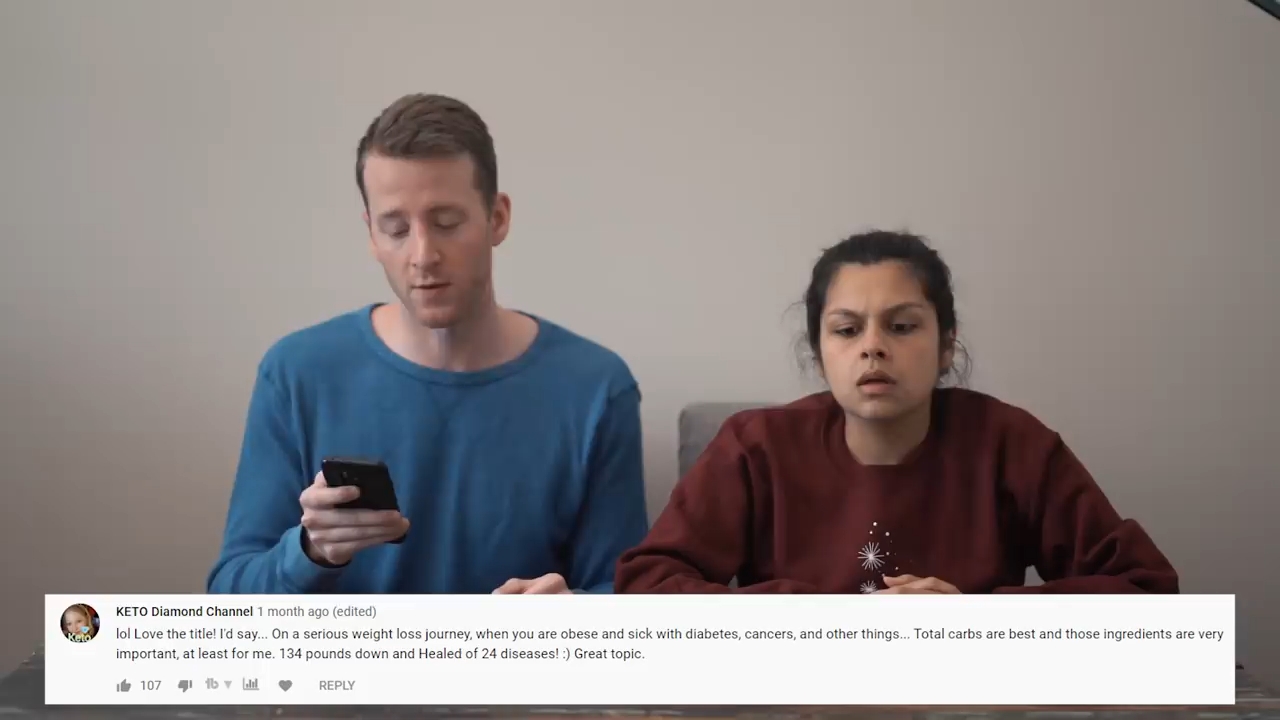 KETO Diamond Channel 1 month ago (edited)
lol Love the title! I'd say... On a serious weight loss journey, when you are obese and sick with diabetes, cancers, and other things... Total carbs are best and those ingredients are very
important, at least for me. 134 pounds down and Healed of 24 diseases! :) Great topic.
107 REPLY